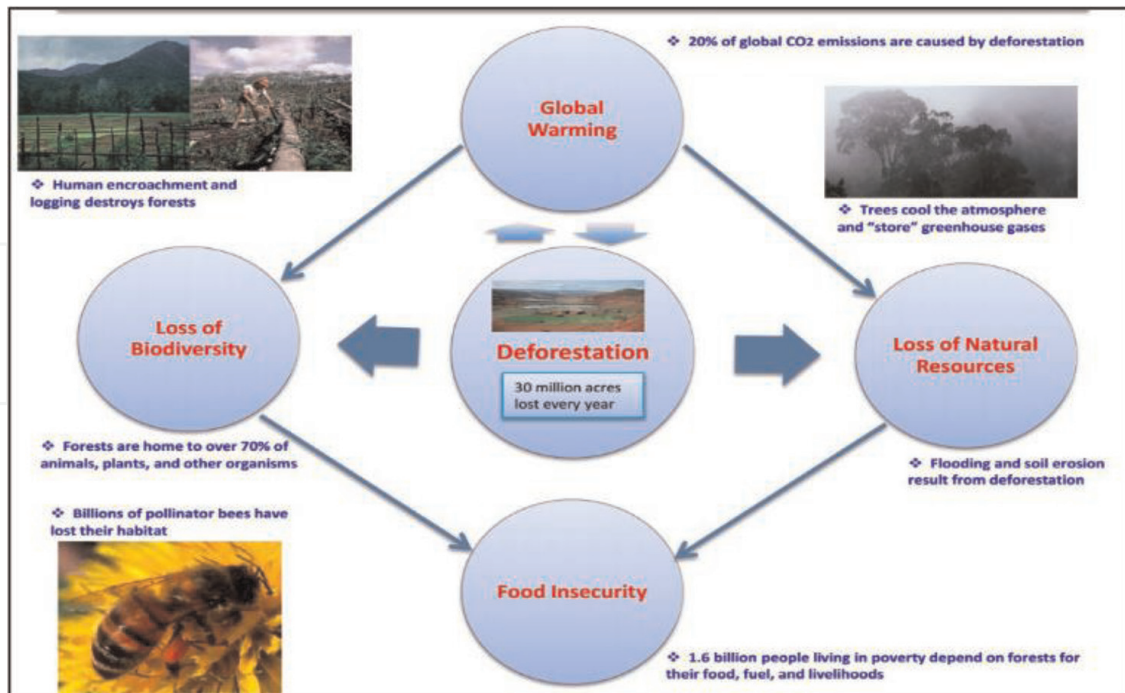 ❖ 20% of global CO2 emissions are caused by deforestation
Global
Warming
❖ Human encroachment and
logging destroys forests
❖ Trees cool the atmosphere
and "store" greenhouse gases
Loss of
Biodiversity
Deforestation
30 million acres
lost every year
Loss of Natural
Resources
❖ Forests are home to over 70% of
animals, plants, and other organisms
❖ Flooding and soil erosion
result from deforestation
❖ Billions of pollinator bees have
lost their habitat
Food Insecurity
❖ 1.6 billion people living in poverty depend on forests for
their food, fuel, and livelihoods